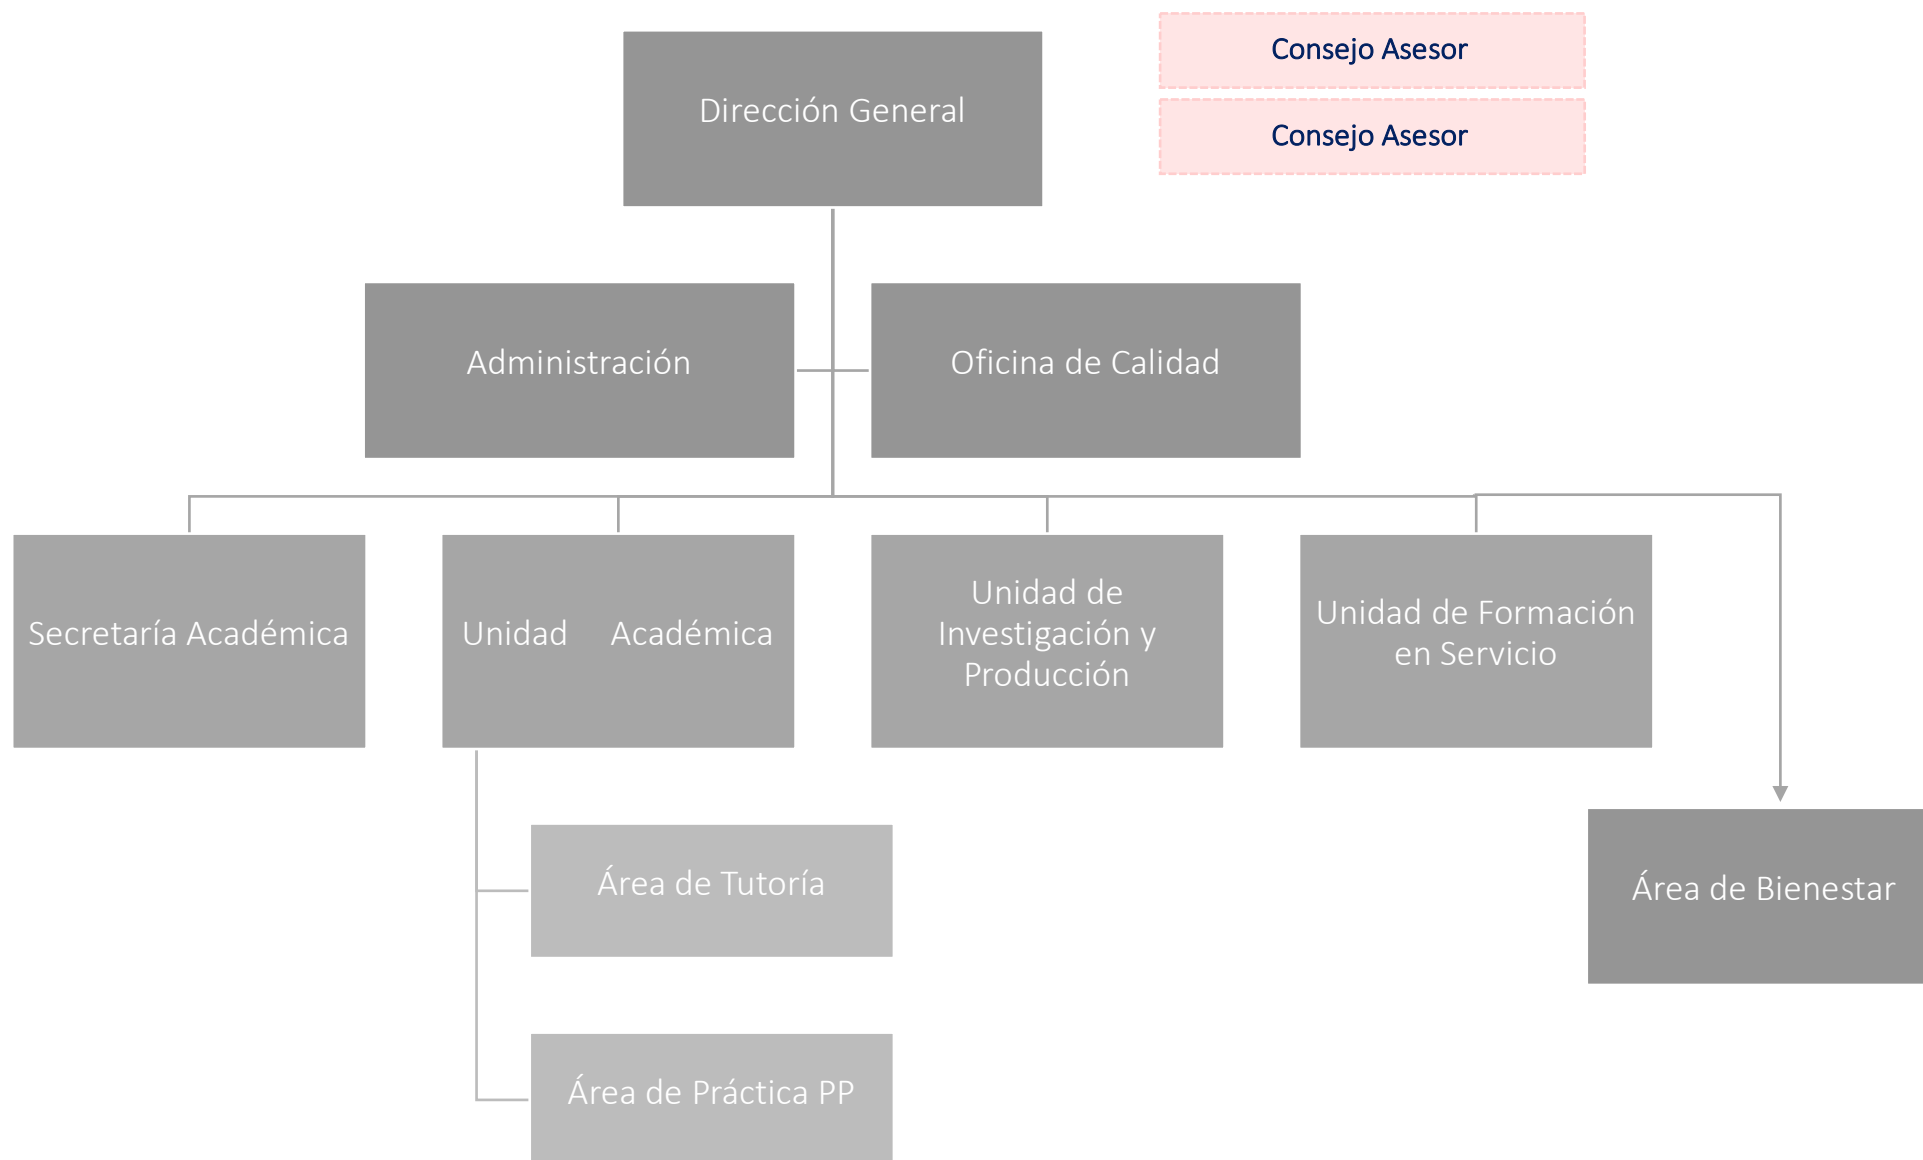 Dirección General
Consejo Asesor
Consejo Asesor
Administración
Oficina de Calidad
Secretaría Académica
Unidad Académica
Unidad de
Investigación y
Producción
Unidad de Formación
en Servicio
Área de Tutoría
Área de Bienestar
Área de Práctica PP